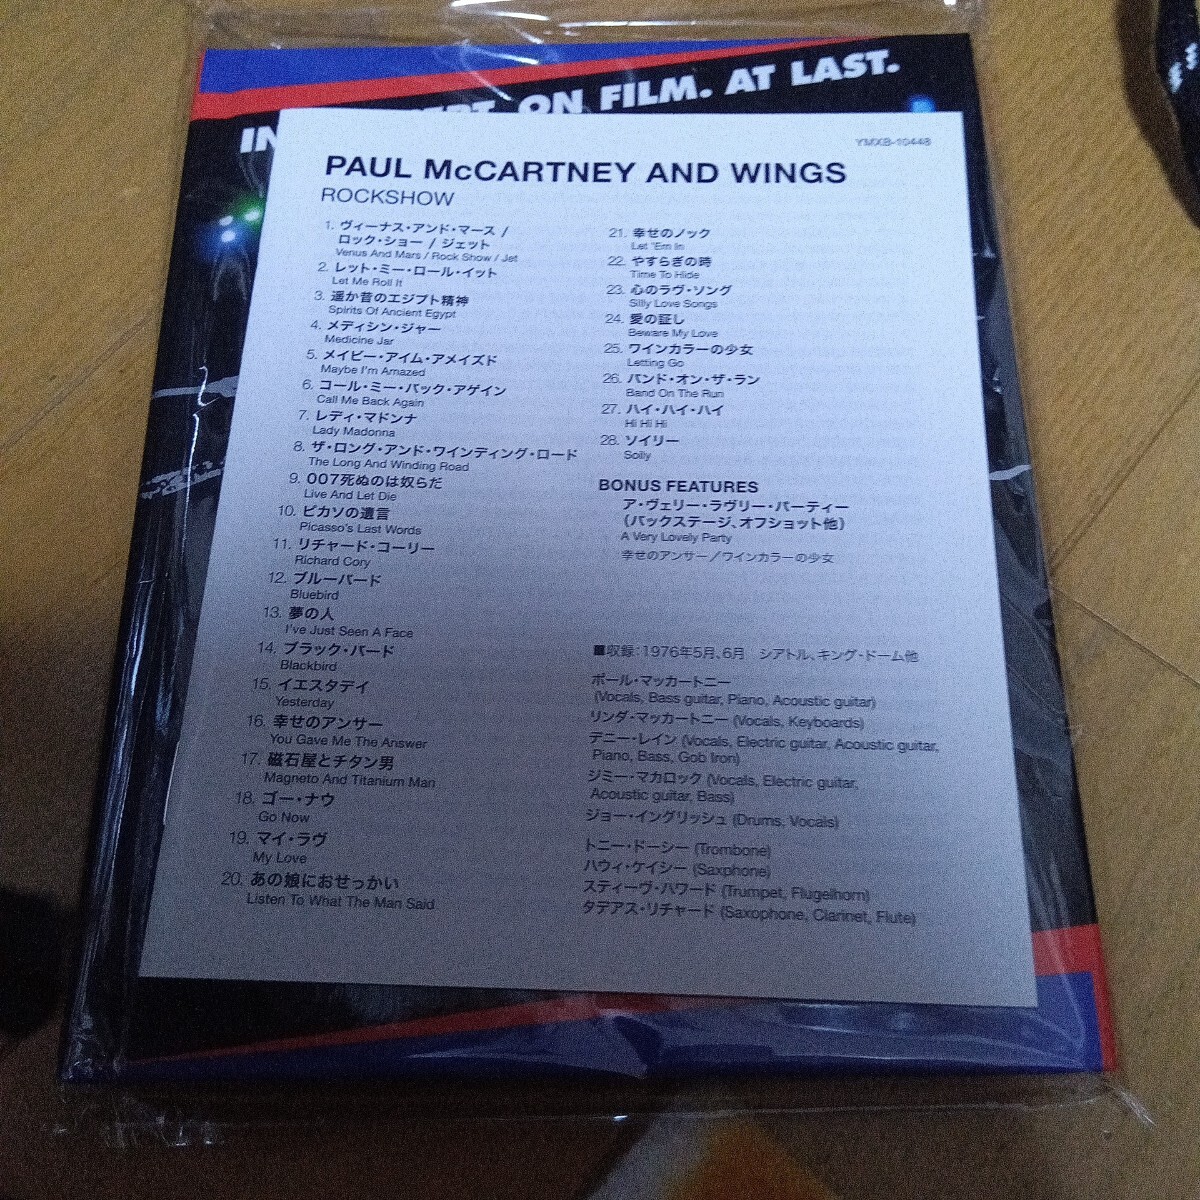 IN CONCERT. ON FILM. AT LAST.
YMXB-10448
PAUL McCARTNEY AND WINGS
ROCKSHOW
1. ヴィーナス・アンド・マース /
ロック・ショー / ジェット
Venus And Mars / Rock Show / Jet
2. レット・ミー・ロール・イット
Let Me Roll It
3. 遥か昔のエジプト精神
Spirits Of Ancient Egypt
4. メディシン・ジャー
Medicine Jar
5. メイビー・アイム・アメイズド
Maybe I'm Amazed
6. コール・ミー・バック・アゲイン
Call Me Back Again
7. レディ・マドンナ
Lady Madonna
8. ザ・ロング・アンド・ワインディング・ロード
The Long And Winding Road
9. 007死ぬのは奴らだ
Live And Let Die
10. ピカソの遺言
Picasso's Last Words
11. リチャード・コーリー
Richard Cory
12. ブルーバード
Bluebird
13. 夢の人
I've Just Seen A Face
14. ブラック・バード
Blackbird
15. イエスタデイ
Yesterday
16. 幸せのアンサー
You Gave Me The Answer
17. 磁石屋とチタン男
Magneto And Titanium Man
18. ゴー・ナウ
Go Now
19. マイ・ラヴ
My Love
20. あの娘におせっかい
Listen To What The Man Said
21. 幸せのノック
Let 'Em In
22. やすらぎの時
Time To Hide
23. 心のラヴ・ソング
Silly Love Songs
24. 愛の証し
Beware My Love
25. ワインカラーの少女
Letting Go
26. バンド・オン・ザ・ラン
Band On The Run
27. ハイ・ハイ・ハイ
Hi Hi Hi
28. ソイリー
Soily
BONUS FEATURES
ア・ヴェリー・ラヴリー・パーティー
(バックステージ、オフショット他)
A Very Lovely Party
幸せのアンサー／ワインカラーの少女
■収録：1976年5月、6月 シアトル、キング・ドーム他
ポール・マッカートニー
(Vocals, Bass guitar, Piano, Acoustic guitar)
リンダ・マッカートニー (Vocals, Keyboards)
デニー・レイン (Vocals, Electric guitar, Acoustic guitar,
Piano, Bass, Gob Iron)
ジミー・マカロック (Vocals, Electric guitar,
Acoustic guitar, Bass)
ジョー・イングリッシュ (Drums, Vocals)
トニー・ドーシー (Trombone)
ハウィ・ケイシー (Saxphone)
スティーヴ・ハワード (Trumpet, Flugelhorn)
タデアス・リチャード (Saxophone, Clarinet, Flute)